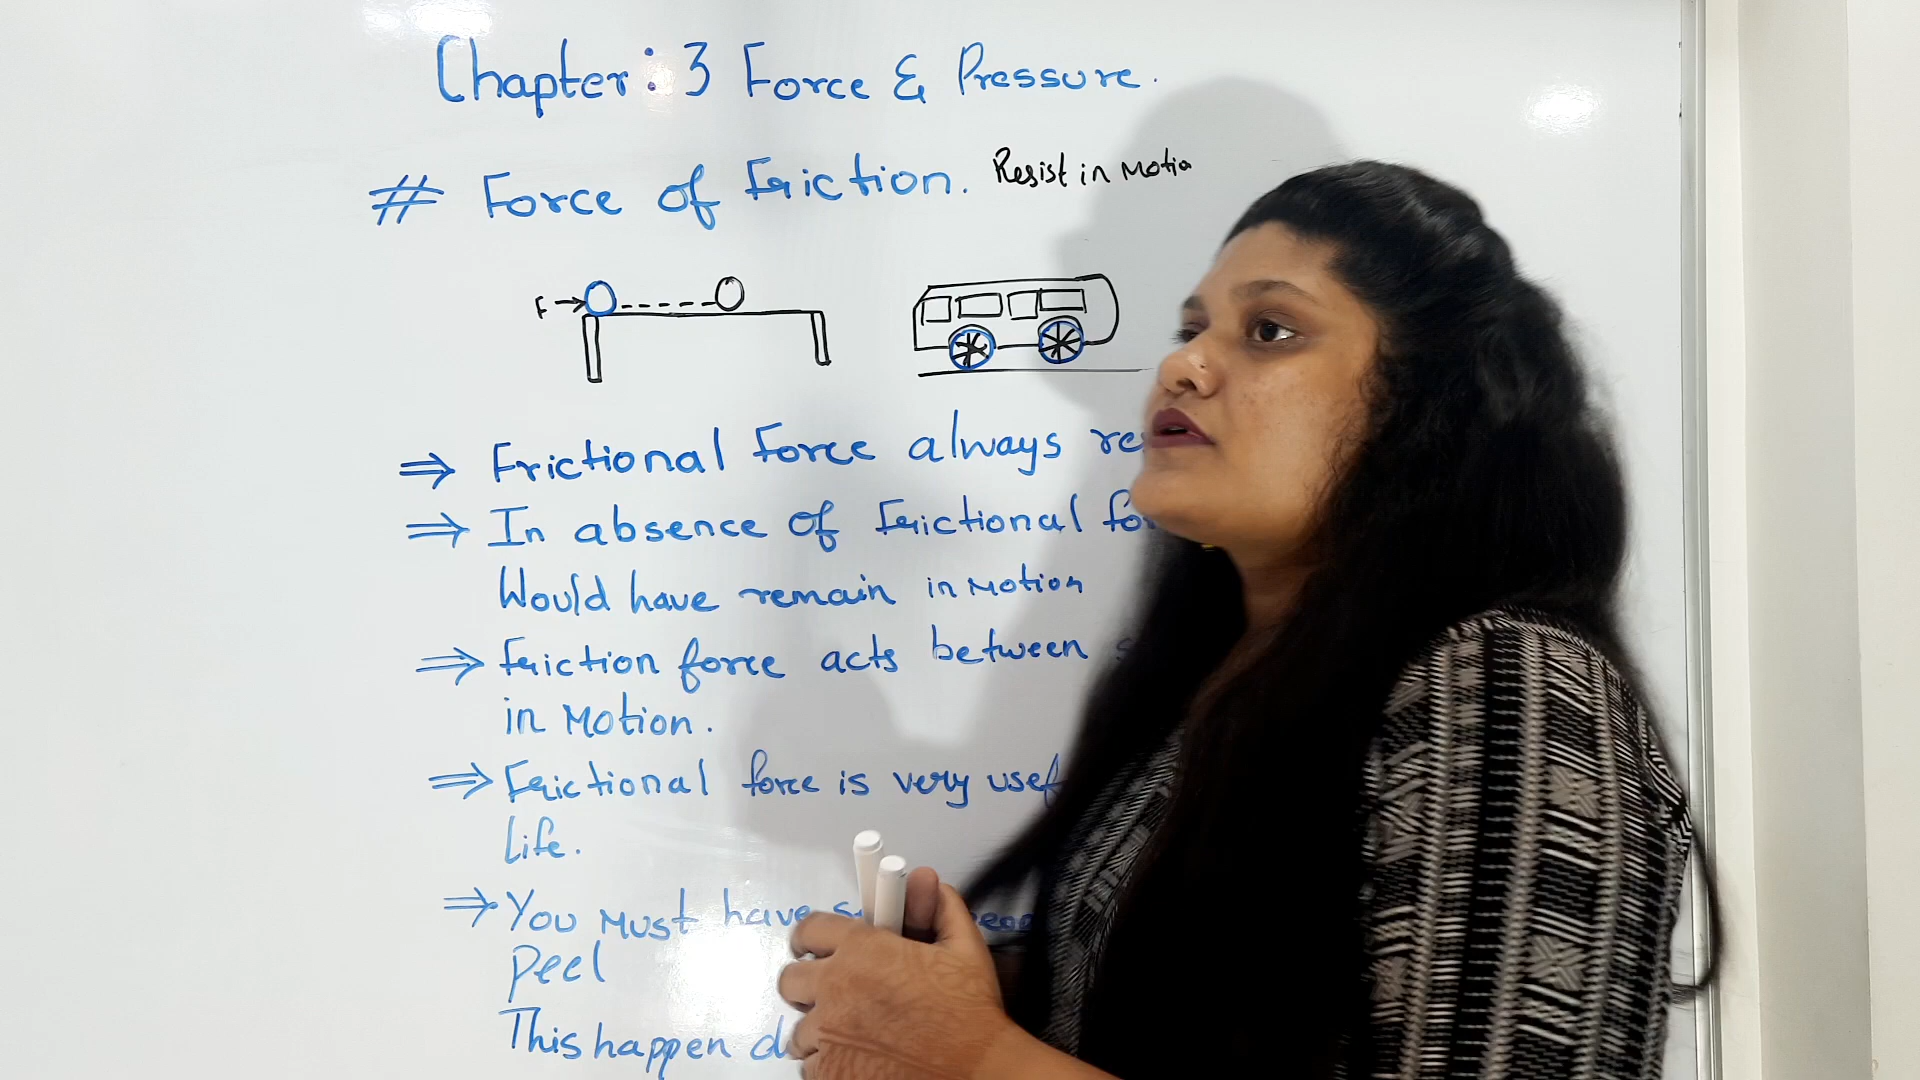 Chapter: 3 Force & Pressure.
# Force of Friction. Resist in Motio
F
⇒ Frictional Force always re
⇒ In absence of Frictional fo
Would have remain in Motion
⇒ friction force acts between s
in Motion.
⇒ Frictional force is very usef
Life.
⇒ You Must have
peel
This happen d